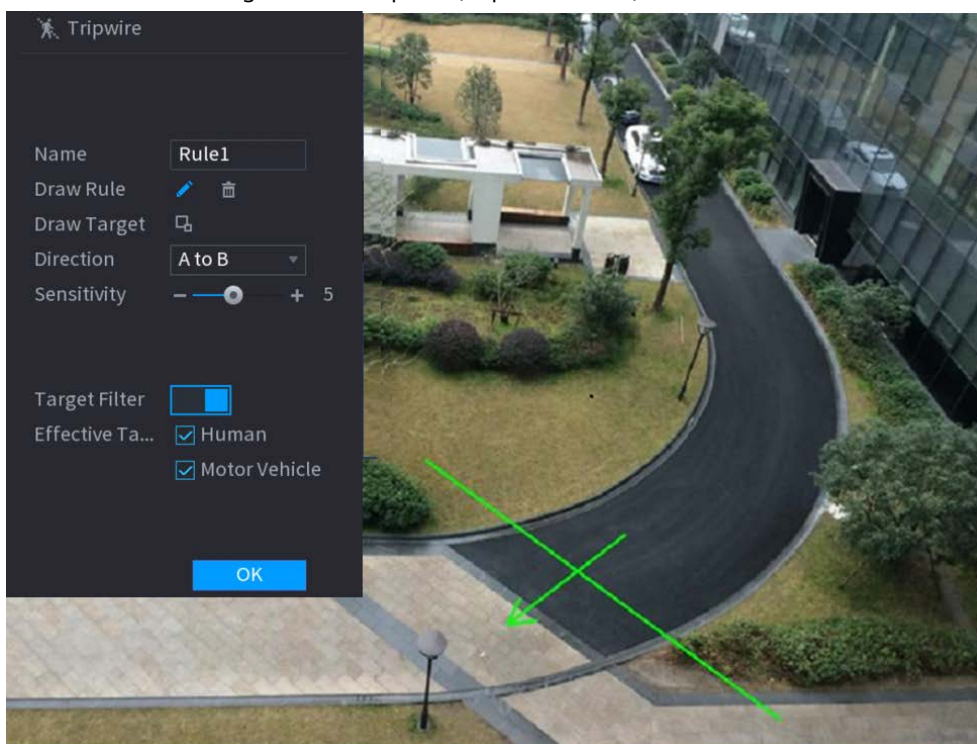 Tripwire
Name Rule1
Draw Rule
Draw Target
Direction A to B
Sensitivity - + 5
Target Filter
Effective Ta... Human
Motor Vehicle
OK